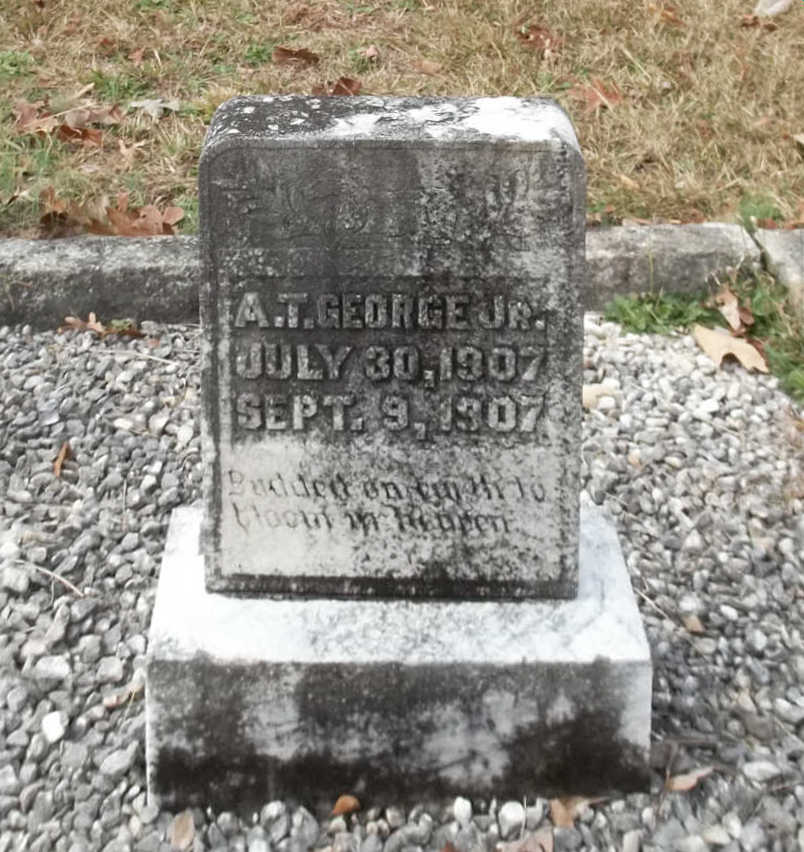 A.T. GEORGE JR.
JULY 30, 1907
SEPT. 9, 1907
Budded on earth to
bloom in heaven